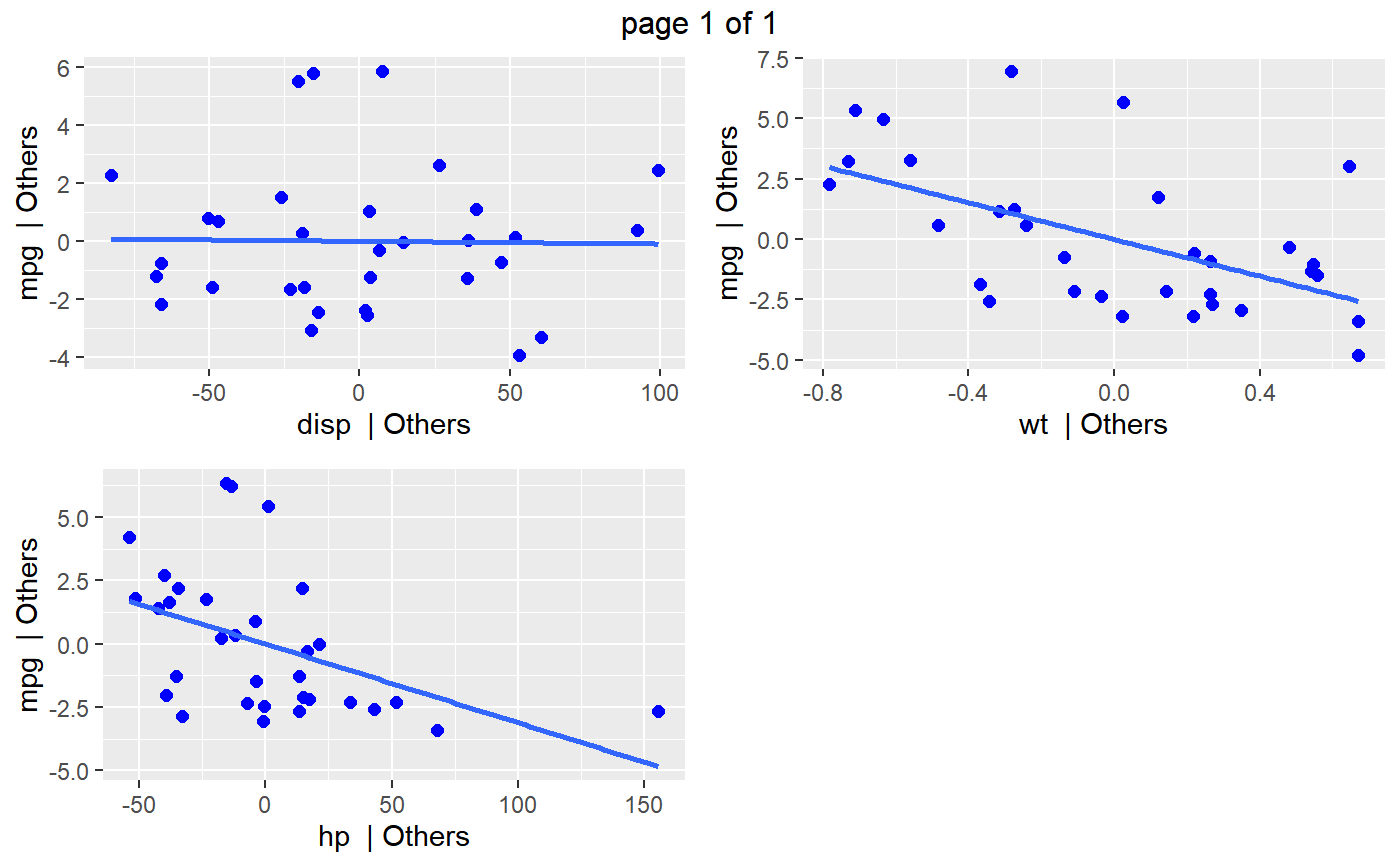 page 1 of 1
6
4
2
0
-2
-4
mpg | Others
-50 0 50 100
disp | Others
7.5
5.0
2.5
0.0
-2.5
-5.0
mpg | Others
-0.8 -0.4 0.0 0.4
wt | Others
5.0
2.5
0.0
-2.5
-5.0
mpg | Others
-50 0 50 100 150
hp | Others